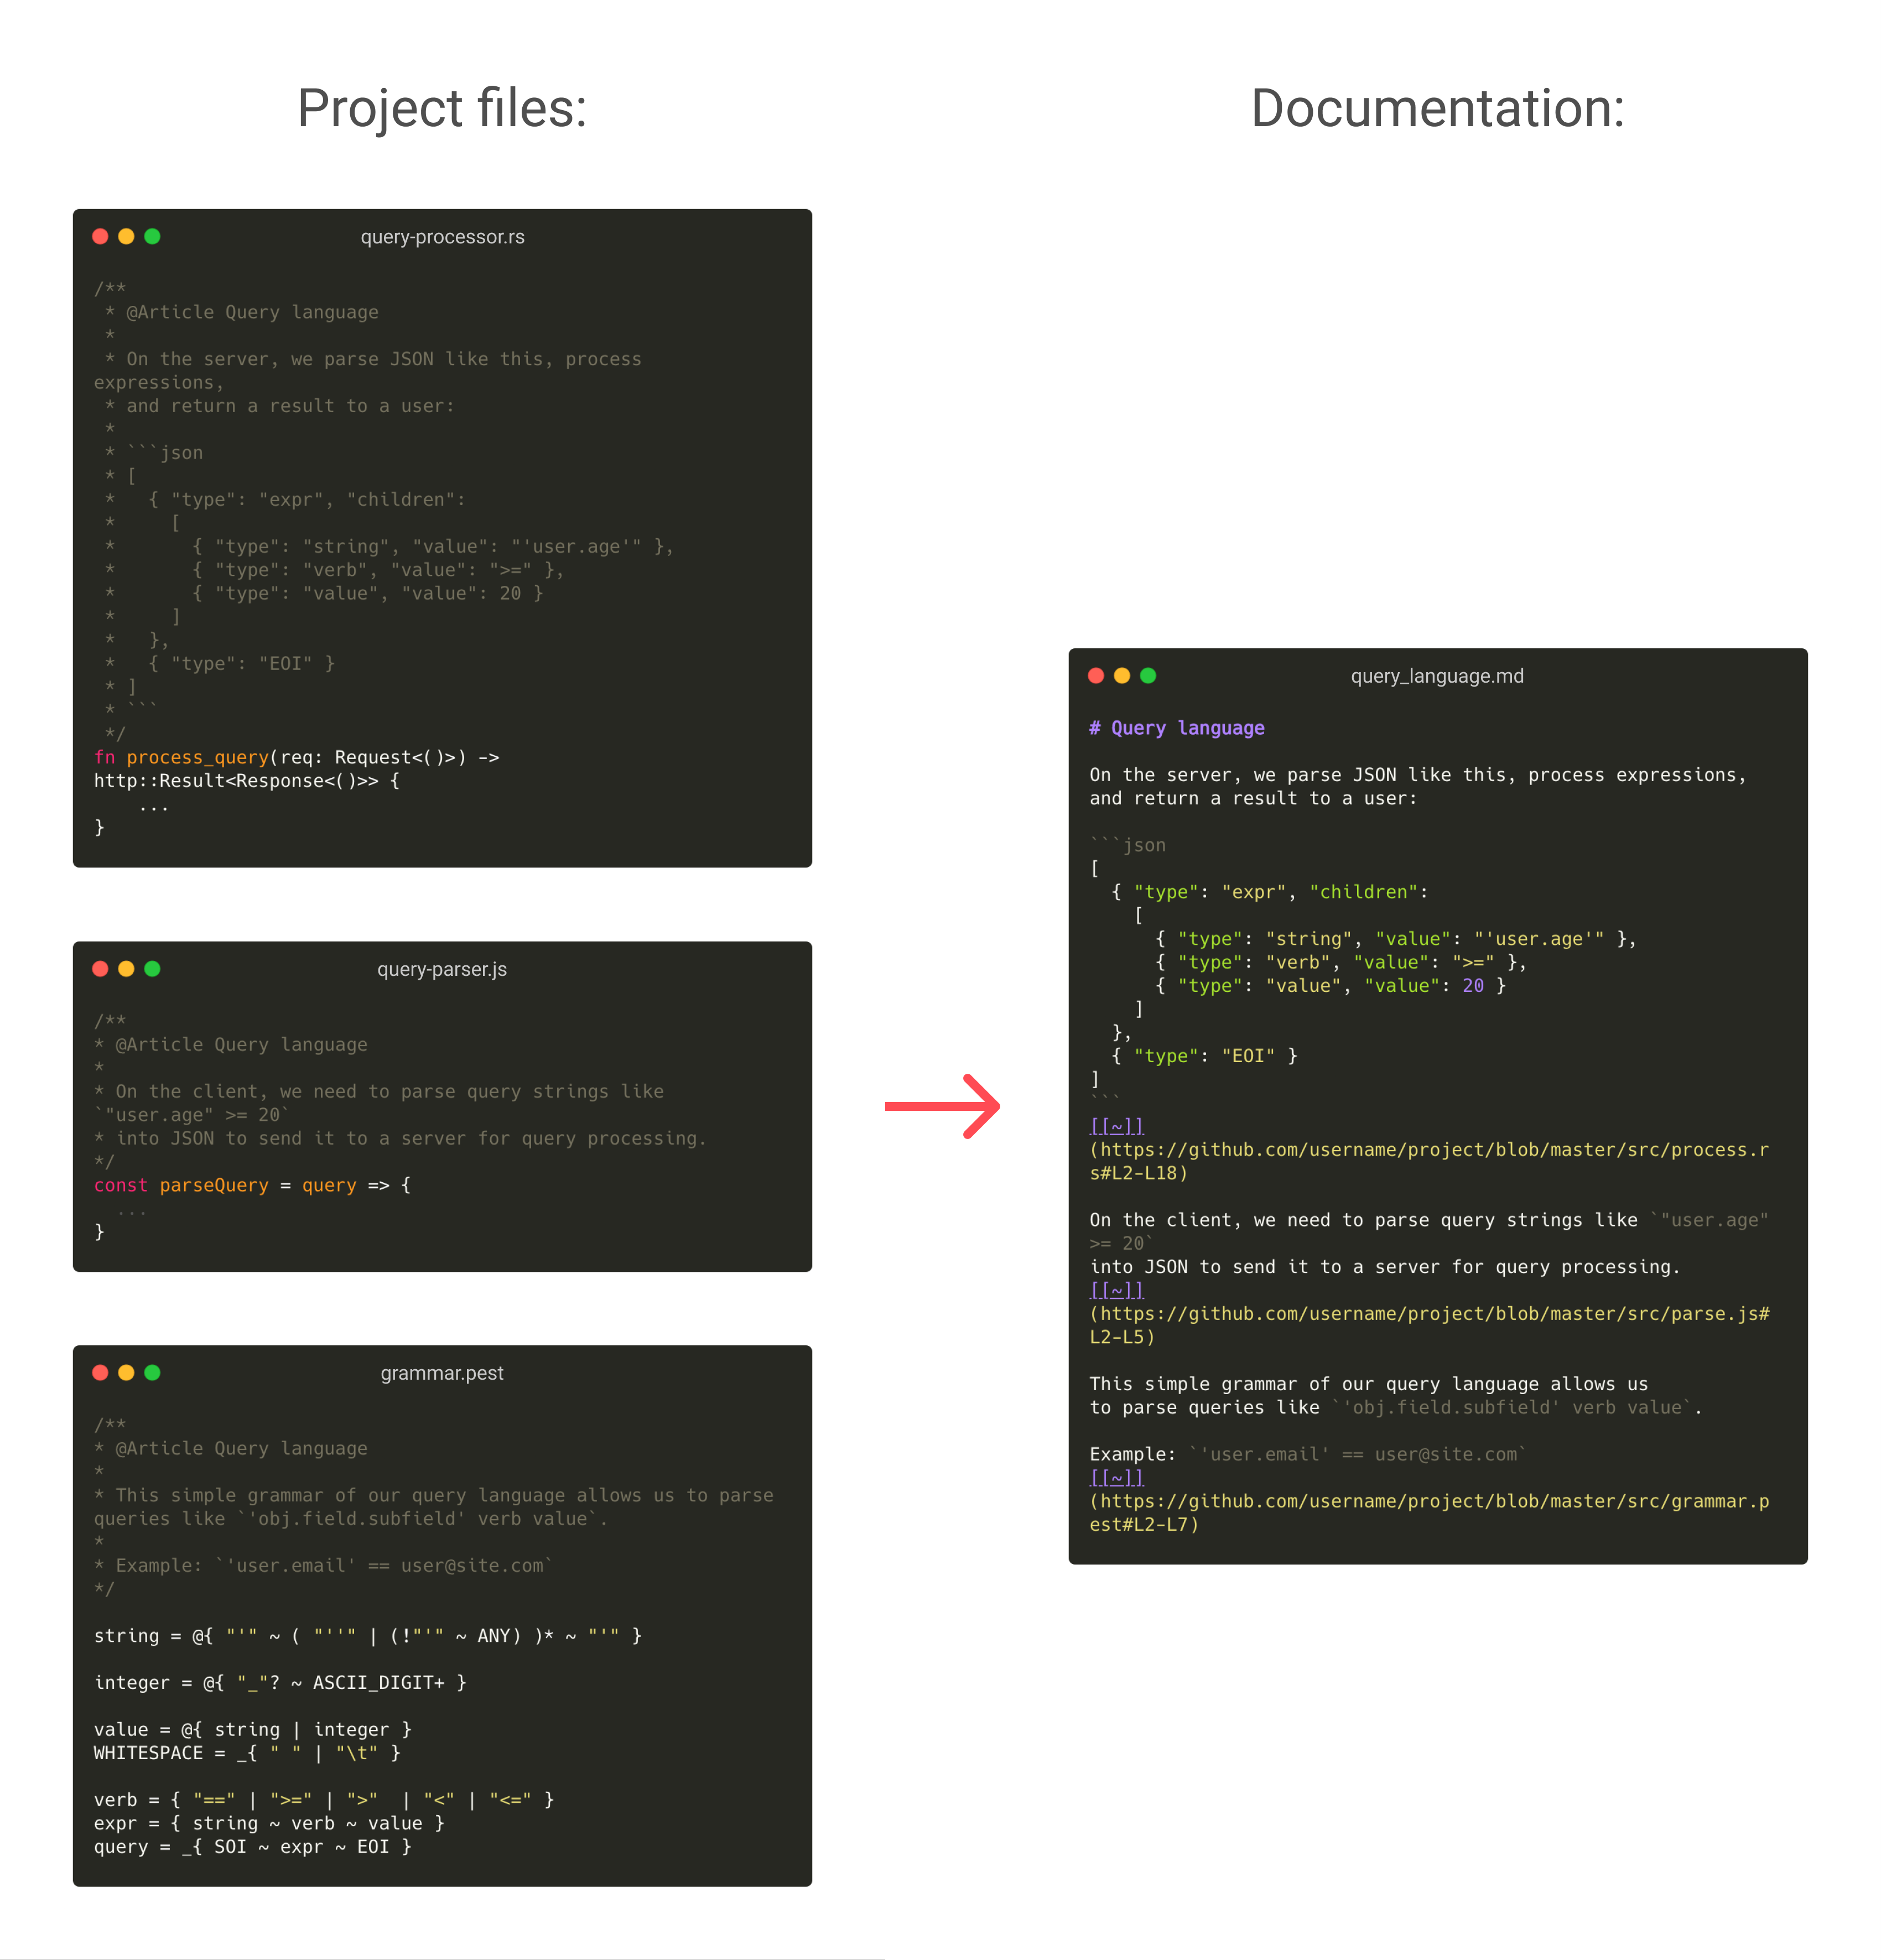 Project files:
query-processor.rs
/**
 * @Article Query language
 *
 * On the server, we parse JSON like this, process
expressions,
 * and return a result to a user:
 *
 * ```json
 * [
 *   { "type": "expr", "children":
 *     [
 *       { "type": "string", "value": "'user.age'" },
 *       { "type": "verb", "value": ">=" },
 *       { "type": "value", "value": 20 }
 *     ]
 *   },
 *   { "type": "EOI" }
 * ]
 * ```
 */
fn process_query(req: Request<()>) ->
http::Result<Response<()>> {
    ...
}
query-parser.js
/**
* @Article Query language
*
* On the client, we need to parse query strings like
`"user.age" >= 20`
* into JSON to send it to a server for query processing.
*/
const parseQuery = query => {
  ...
}
grammar.pest
/**
* @Article Query language
*
* This simple grammar of our query language allows us to parse
queries like `'obj.field.subfield' verb value`.
*
* Example: `'user.email' == user@site.com`
*/
string = @{ "'" ~ ( "''" | (!"'" ~ ANY) )* ~ "'" }
integer = @{ "_"? ~ ASCII_DIGIT+ }
value = @{ string | integer }
WHITESPACE = _{ " " | "\t" }
verb = { "==" | ">=" | ">"  | "<" | "<=" }
expr = { string ~ verb ~ value }
query = _{ SOI ~ expr ~ EOI }
Documentation:
query_language.md
# Query language
On the server, we parse JSON like this, process expressions,
and return a result to a user:
```json
[
  { "type": "expr", "children":
    [
      { "type": "string", "value": "'user.age'" },
      { "type": "verb", "value": ">=" },
      { "type": "value", "value": 20 }
    ]
  },
  { "type": "EOI" }
]
```
[[~]]
(https://github.com/username/project/blob/master/src/process.r
s#L2-L18)
On the client, we need to parse query strings like `"user.age"
>= 20`
into JSON to send it to a server for query processing.
[[~]]
(https://github.com/username/project/blob/master/src/parse.js#
L2-L5)
This simple grammar of our query language allows us
to parse queries like `'obj.field.subfield' verb value`.
Example: `'user.email' == user@site.com`
[[~]]
(https://github.com/username/project/blob/master/src/grammar.p
est#L2-L7)